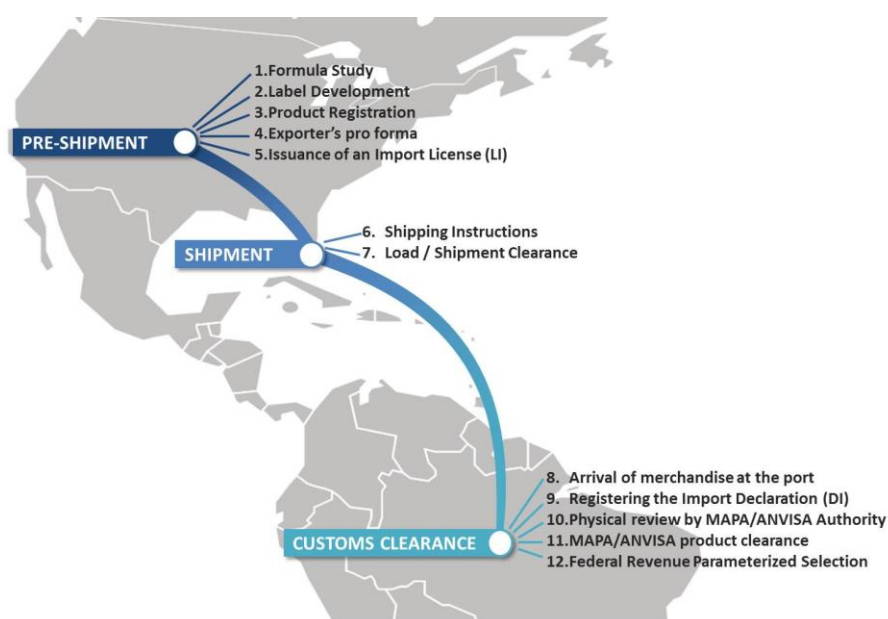 1.Formula Study
2.Label Development
3.Product Registration
4.Exporter's pro forma
5.Issuance of an Import License (LI)
PRE-SHIPMENT
6. Shipping Instructions
7. Load / Shipment Clearance
SHIPMENT
8. Arrival of merchandise at the port
9. Registering the Import Declaration (DI)
10.Physical review by MAPA/ANVISA Authority
11.MAPA/ANVISA product clearance
12.Federal Revenue Parameterized Selection
CUSTOMS CLEARANCE